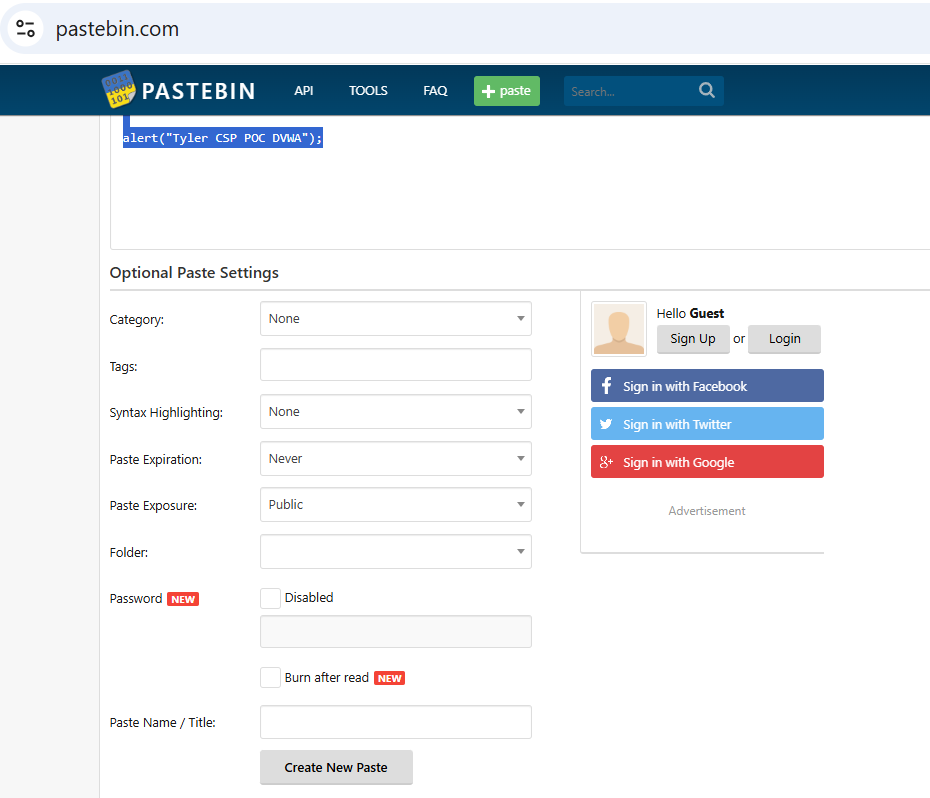 pastebin.com
PASTEBIN
API
TOOLS
FAQ
+ paste
Search...
alert("Tyler CSP POC DVWA");
Optional Paste Settings
Category:
None
Tags:
Syntax Highlighting:
None
Paste Expiration:
Never
Paste Exposure:
Public
Folder:
Password NEW
Disabled
Burn after read NEW
Paste Name / Title:
Create New Paste
Hello Guest
Sign Up or Login
Sign in with Facebook
Sign in with Twitter
Sign in with Google
Advertisement